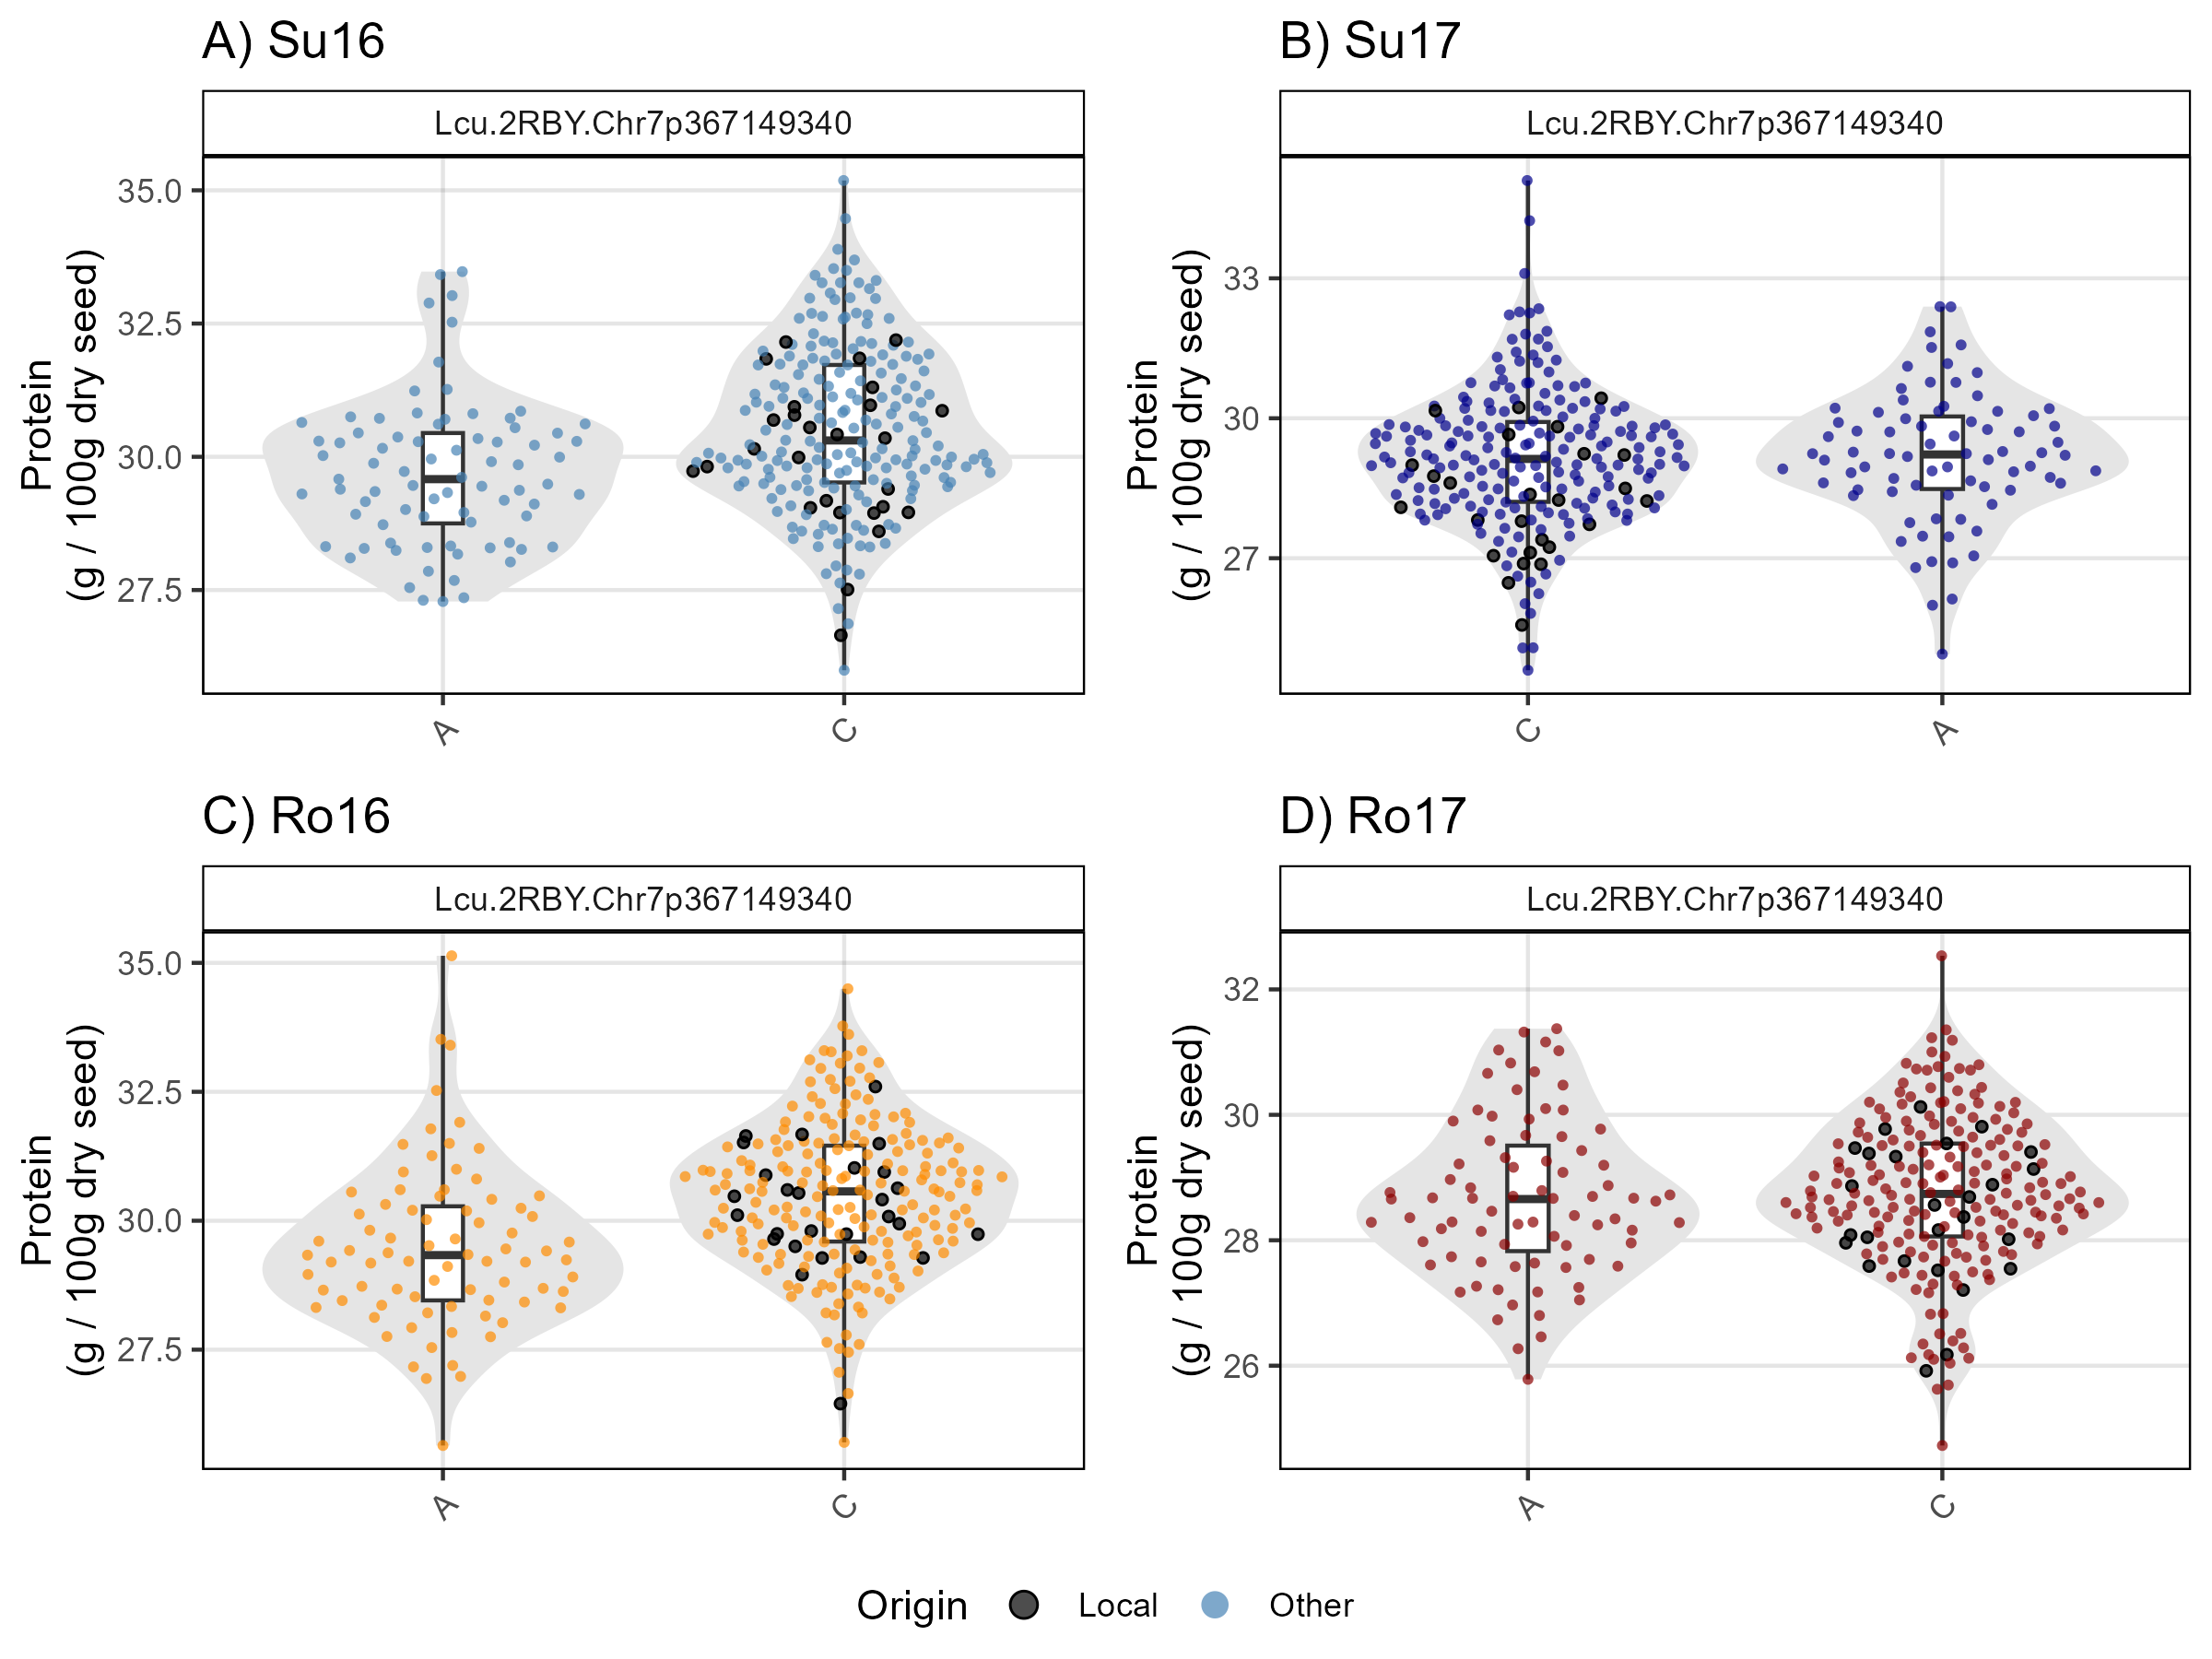 A) Su16
Lcu.2RBY.Chr7p367149340
Protein
(g / 100g dry seed)
35.0
32.5
30.0
27.5
A
C
B) Su17
Lcu.2RBY.Chr7p367149340
Protein
(g / 100g dry seed)
33
30
27
C
A
C) Ro16
Lcu.2RBY.Chr7p367149340
Protein
(g / 100g dry seed)
35.0
32.5
30.0
27.5
A
C
D) Ro17
Lcu.2RBY.Chr7p367149340
Protein
(g / 100g dry seed)
32
30
28
26
A
C
Origin Local Other